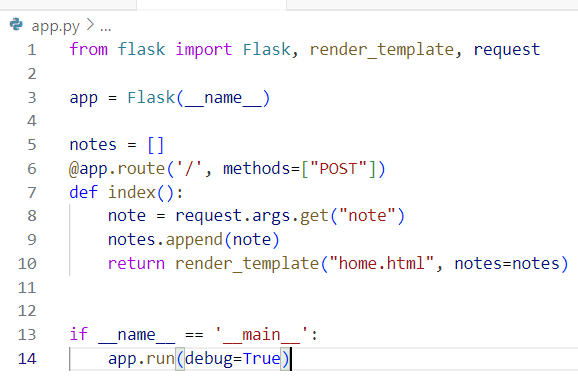 app.py > ...
1 from flask import Flask, render_template, request
2
3 app = Flask(__name__)
4
5 notes = []
6 @app.route('/', methods=["POST"])
7 def index():
8     note = request.args.get("note")
9     notes.append(note)
10     return render_template("home.html", notes=notes)
11
12
13 if __name__ == '__main__':
14     app.run(debug=True)